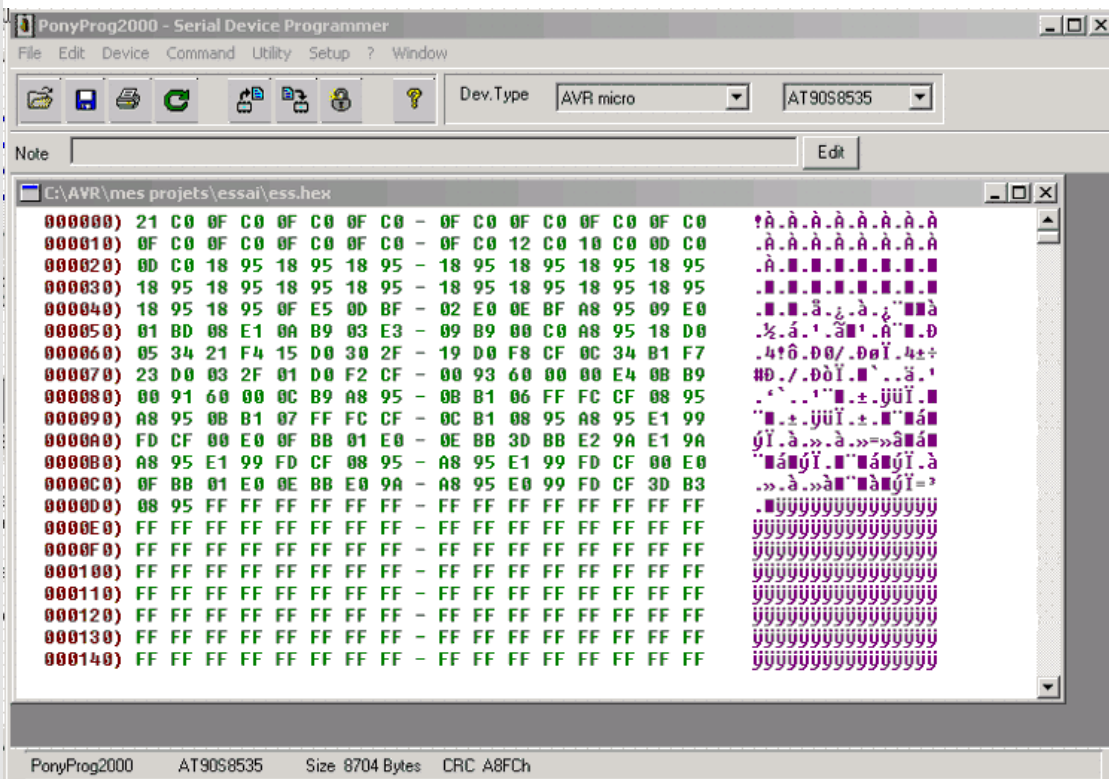 PonyProg2000 - Serial Device Programmer
File Edit Device Command Utility Setup ? Window
Dev.Type AVR micro AT90S8535
Note Edit
C:\AVR\mes projets\essai\ess.hex
000000) 21 C0 0F C0 0F C0 0F C0 - 0F C0 0F C0 0F C0 0F C0 !À.À.À.À.À.À.À.À
000010) 0F C0 0F C0 0F C0 0F C0 - 0F C0 12 C0 10 C0 0D C0 .À.À.À.À.À.À.À.À
000020) 0D C0 18 95 18 95 18 95 - 18 95 18 95 18 95 18 95
000030) 18 95 18 95 18 95 18 95 - 18 95 18 95 18 95 18 95
000040) 18 95 18 95 0F E5 0D BF - 02 E0 0E BF A8 95 09 E0
000050) 01 BD 08 E1 0A B9 03 E3 - 09 B9 00 C0 A8 95 18 D0
000060) 05 34 21 F4 15 D0 30 2F - 19 D0 F8 CF 0C 34 B1 F7
000070) 23 D0 03 2F 01 D0 F2 CF - 00 93 60 00 00 E4 0B B9
000080) 00 91 60 00 0C B9 A8 95 - 0B B1 06 FF FC CF 08 95
000090) A8 95 0B B1 07 FF FC CF - 0C B1 08 95 A8 95 E1 99
0000A0) FD CF 00 E0 0F BB 01 E0 - 0E BB 3D BB E2 9A E1 9A
0000B0) A8 95 E1 99 FD CF 08 95 - A8 95 E1 99 FD CF 00 E0
0000C0) 0F BB 01 E0 0E BB E0 9A - A8 95 E0 99 FD CF 3D B3
0000D0) 08 95 FF FF FF FF FF FF - FF FF FF FF FF FF FF FF
0000E0) FF FF FF FF FF FF FF FF - FF FF FF FF FF FF FF FF ÿÿÿÿÿÿÿÿÿÿÿÿÿÿÿÿ
0000F0) FF FF FF FF FF FF FF FF - FF FF FF FF FF FF FF FF ÿÿÿÿÿÿÿÿÿÿÿÿÿÿÿÿ
000100) FF FF FF FF FF FF FF FF - FF FF FF FF FF FF FF FF ÿÿÿÿÿÿÿÿÿÿÿÿÿÿÿÿ
000110) FF FF FF FF FF FF FF FF - FF FF FF FF FF FF FF FF ÿÿÿÿÿÿÿÿÿÿÿÿÿÿÿÿ
000120) FF FF FF FF FF FF FF FF - FF FF FF FF FF FF FF FF ÿÿÿÿÿÿÿÿÿÿÿÿÿÿÿÿ
000130) FF FF FF FF FF FF FF FF - FF FF FF FF FF FF FF FF ÿÿÿÿÿÿÿÿÿÿÿÿÿÿÿÿ
000140) FF FF FF FF FF FF FF FF - FF FF FF FF FF FF FF FF ÿÿÿÿÿÿÿÿÿÿÿÿÿÿÿÿ
PonyProg2000 AT90S8535 Size 8704 Bytes CRC A8FCh